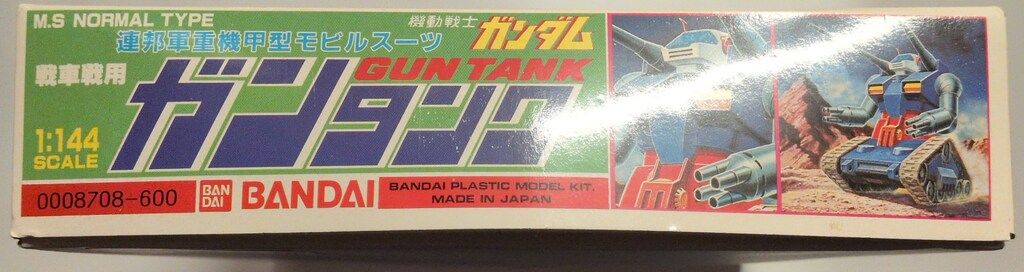 M.S NORMAL TYPE
機動戦士 ガンダム
連邦軍重機甲型モビルスーツ
戦車戦用
GUN TANK
ガンタンク
1:144
SCALE
0008708-600
BAN
DAI
BANDAI
BANDAI PLASTIC MODEL KIT.
MADE IN JAPAN